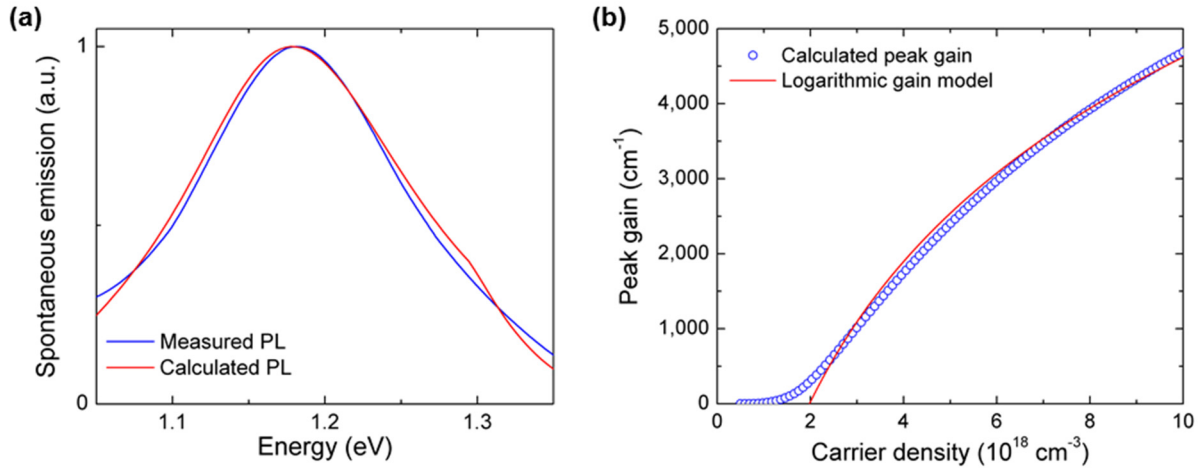 (a)
Spontaneous emission (a.u.)
1
0
Measured PL
Calculated PL
1.1
1.2
1.3
Energy (eV)
(b)
Peak gain (cm⁻¹)
5,000
4,000
3,000
2,000
1,000
0
Calculated peak gain
Logarithmic gain model
0
2
4
6
8
10
Carrier density (10¹⁸ cm⁻³)